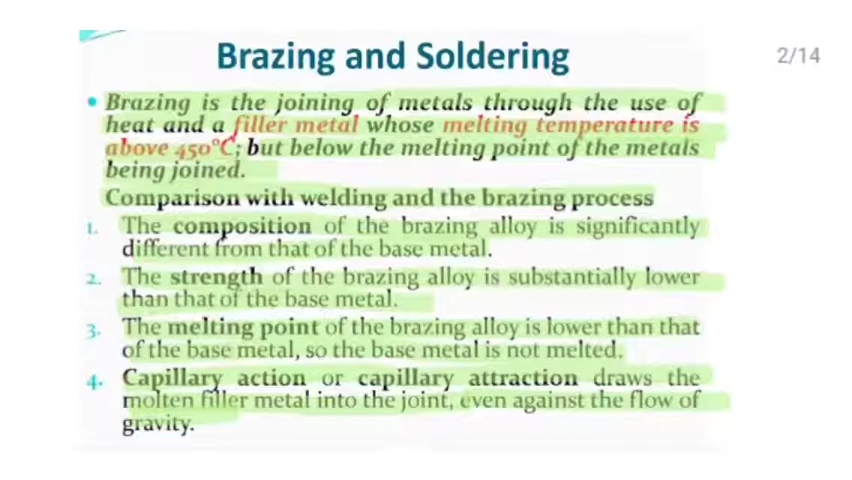 Brazing and Soldering
2/14
• Brazing is the joining of metals through the use of
heat and a filler metal whose melting temperature is
above 450°C; but below the melting point of the metals
being joined.
Comparison with welding and the brazing process
1. The composition of the brazing alloy is significantly
different from that of the base metal.
2. The strength of the brazing alloy is substantially lower
than that of the base metal.
3. The melting point of the brazing alloy is lower than that
of the base metal, so the base metal is not melted.
4. Capillary action or capillary attraction draws the
molten filler metal into the joint, even against the flow of
gravity.